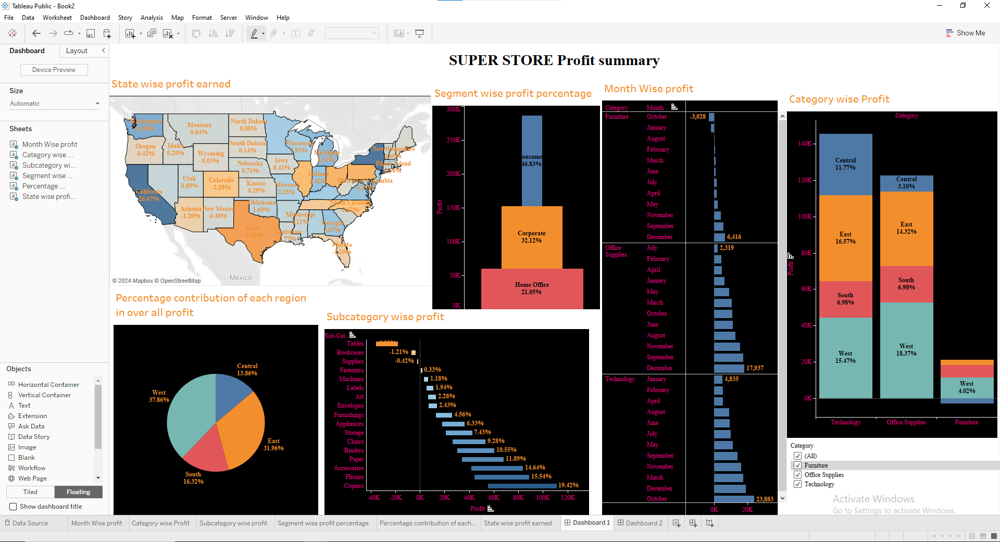 Tableau Public - Book2
File Data Worksheet Dashboard Story Analysis Map Format Server Window Help
Show Me
Dashboard Layout
Device Preview
Size
Automatic
Sheets
Month Wise profit
Category wise ...
Subcategory wi...
Segment wise ...
Percentage ...
State wise profi...
Objects
Horizontal Container
Vertical Container
Text
Extension
Ask Data
Data Story
Image
Blank
Workflow
Web Page
Tiled Floating
Show dashboard title
SUPER STORE Profit summary
State wise profit earned
Washington
11.66%
Montana
0.64%
North Dakota
0.08%
Oregon
-0.42%
Idaho
0.29%
South Dakota
0.14%
Wisconsin
Wyoming
0.03%
Michigan
New Hampshire
Nebraska
0.71%
Iowa
0.41%
Rhode Island
Utah
0.89%
Colorado
-2.28%
Kansas
0.29%
Missouri
2.25%
Indiana
District of Columbia
California
26.67%
Arizona
-1.20%
New Mexico
0.40%
Oklahoma
1.69%
North Carolina
-2.62%
Mississippi
Georgia
Texas
-8.98%
Louisiana
Florida
-1.19%
Mexico
© 2024 Mapbox © OpenStreetMap
Segment wise profit percentage
300K
250K
200K
150K
100K
50K
0K
Profit
onsume
46.83%
Corporate
32.12%
Home Office
21.05%
Month Wise profit
Category Month ..
Furniture October -3,028
January
August
February
March
June
July
April
May
November
September
December 6,416
Office Supplies July 2,319
February
April
January
May
March
October
June
August
November
September
December 17,937
Technology January 4,835
February
April
August
June
July
May
September
November
March
December
October 23,883
0K 20K
Category wise Profit
Category
140K
120K
100K
80K
60K
40K
20K
0K
Profit
Central
11.77%
East
16.57%
South
6.98%
West
15.47%
Central
3.10%
East
14.32%
South
6.98%
West
18.37%
West
4.02%
Technology Office Supplies Furniture
Category
(All)
Furniture
Office Supplies
Technology
Percentage contribution of each region
in over all profit
Central
13.86%
West
37.86%
East
31.96%
South
16.32%
Subcategory wise profit
Sub-Cat..
Tables
Bookcases -1.21%
Supplies -0.42%
Fasteners 0.33%
Machines 1.18%
Labels 1.94%
Art 2.28%
Envelopes 2.43%
Furnishings 4.56%
Appliances 6.33%
Storage 7.43%
Chairs 9.28%
Binders 10.55%
Paper 11.89%
Accessories 14.64%
Phones 15.54%
Copiers 19.42%
-40K -20K 0K 20K 40K 60K 80K 100K 120K
Profit
Activate Windows
Go to Settings to activate Windows.
Data Source Month Wise profit Category wise Profit Subcategory wise profit Segment wise profit percentage Percentage contribution of each... State wise profit earned Dashboard 1 Dashboard 2